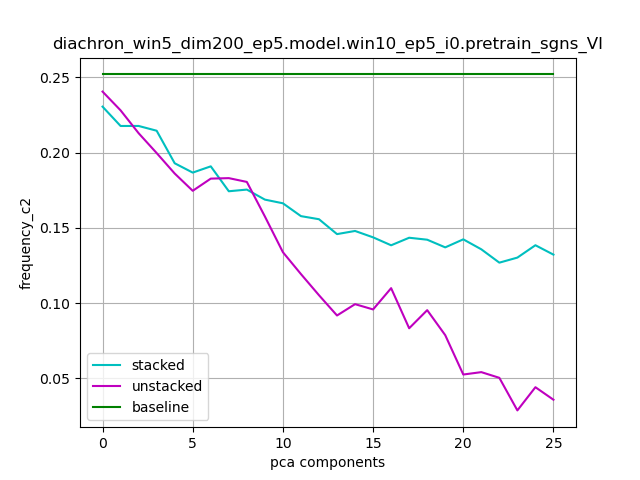 diachron_win5_dim200_ep5.model.win10_ep5_i0.pretrain_sgns_VI
0.25
0.20
0.15
0.10
0.05
frequency_c2
stacked
unstacked
baseline
0 5 10 15 20 25
pca components